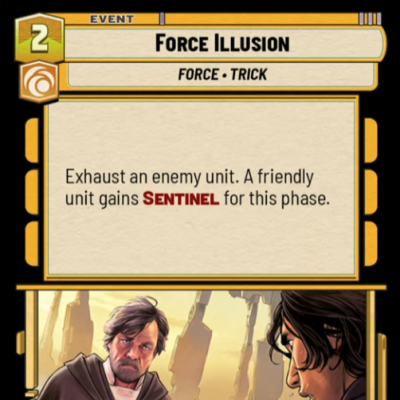 EVENT
2
FORCE ILLUSION
FORCE • TRICK
Exhaust an enemy unit. A friendly
unit gains SENTINEL for this phase.